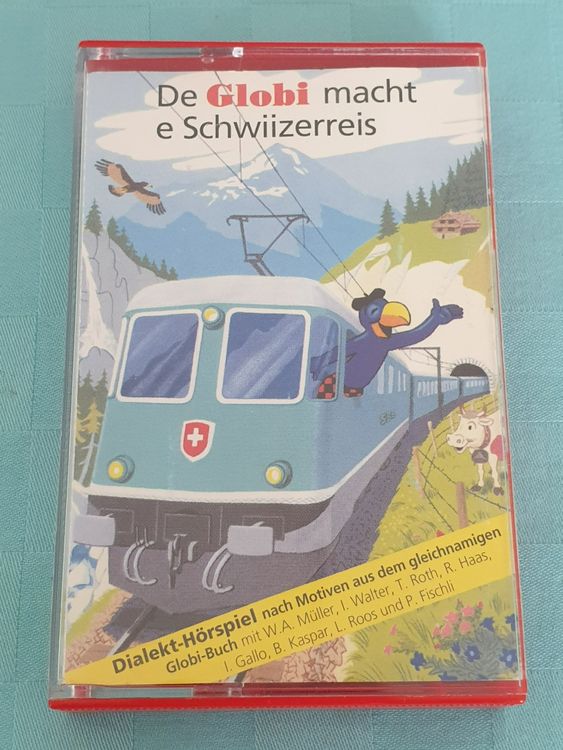 De Globi macht
e Schwiizerreis
Dialekt-Hörspiel nach Motiven aus dem gleichnamigen
Globi-Buch mit W.A. Müller, I. Walter, T. Roth, R. Haas,
I. Gallo, B. Kaspar, L. Roos und P. Fischli